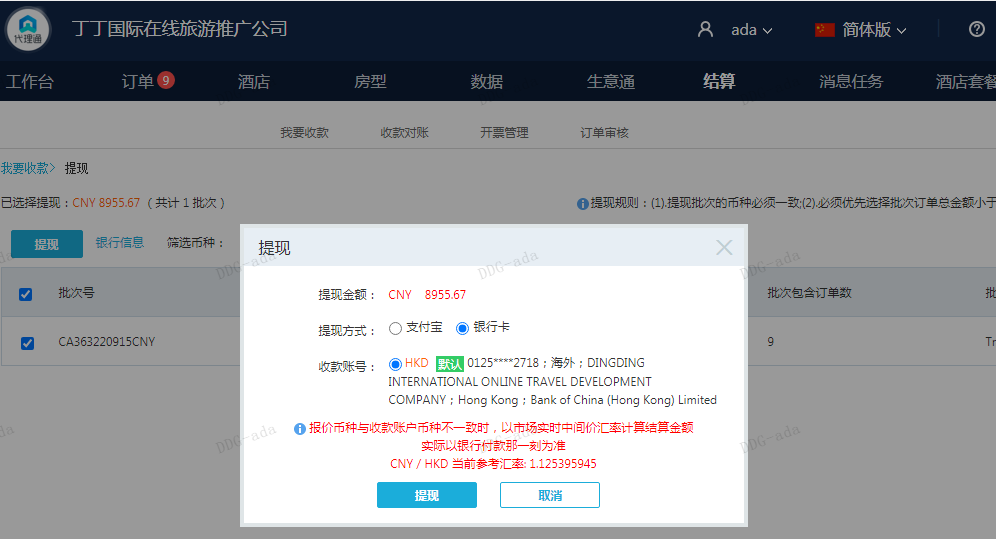 代理通
丁丁国际在线旅游推广公司
ada
简体版
工作台
订单 9
酒店
房型
数据
生意通
结算
消息任务
酒店套餐
我要收款
收款对账
开票管理
订单审核
我要收款> 提现
已选择提现：CNY 8955.67 （ 共计 1 批次 ）
提现规则：(1).提现批次的币种必须一致;(2).必须优先选择批次订单总金额小于
提现
银行信息
筛选币种：
批次号
批次包含订单数
批
CA363220915CNY
9
Tr
提现
提现金额： CNY 8955.67
提现方式： 支付宝 银行卡
收款账号： HKD 默认 0125****2718；海外；DINGDING
INTERNATIONAL ONLINE TRAVEL DEVELOPMENT
COMPANY；Hong Kong；Bank of China (Hong Kong) Limited
报价币种与收款账户币种不一致时，以市场实时中间价汇率计算结算金额
实际以银行付款那一刻为准
CNY / HKD 当前参考汇率: 1.125395945
提现
取消
DDG-ada
DDG-ada
DDG-ada
DDG-ada